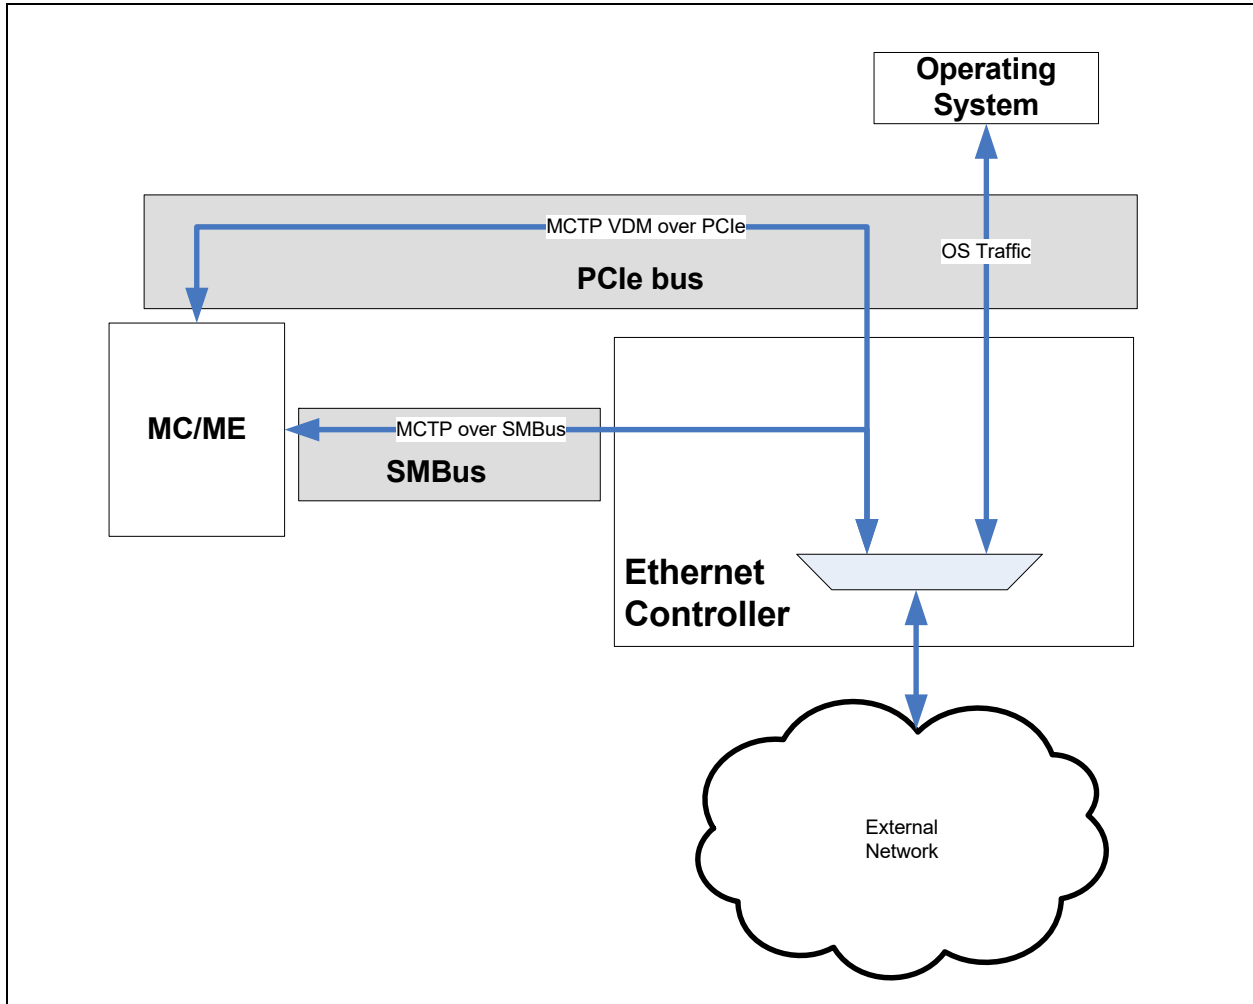 Operating
System
MCTP VDM over PCIe
OS Traffic
PCIe bus
MC/ME
MCTP over SMBus
SMBus
Ethernet
Controller
External
Network